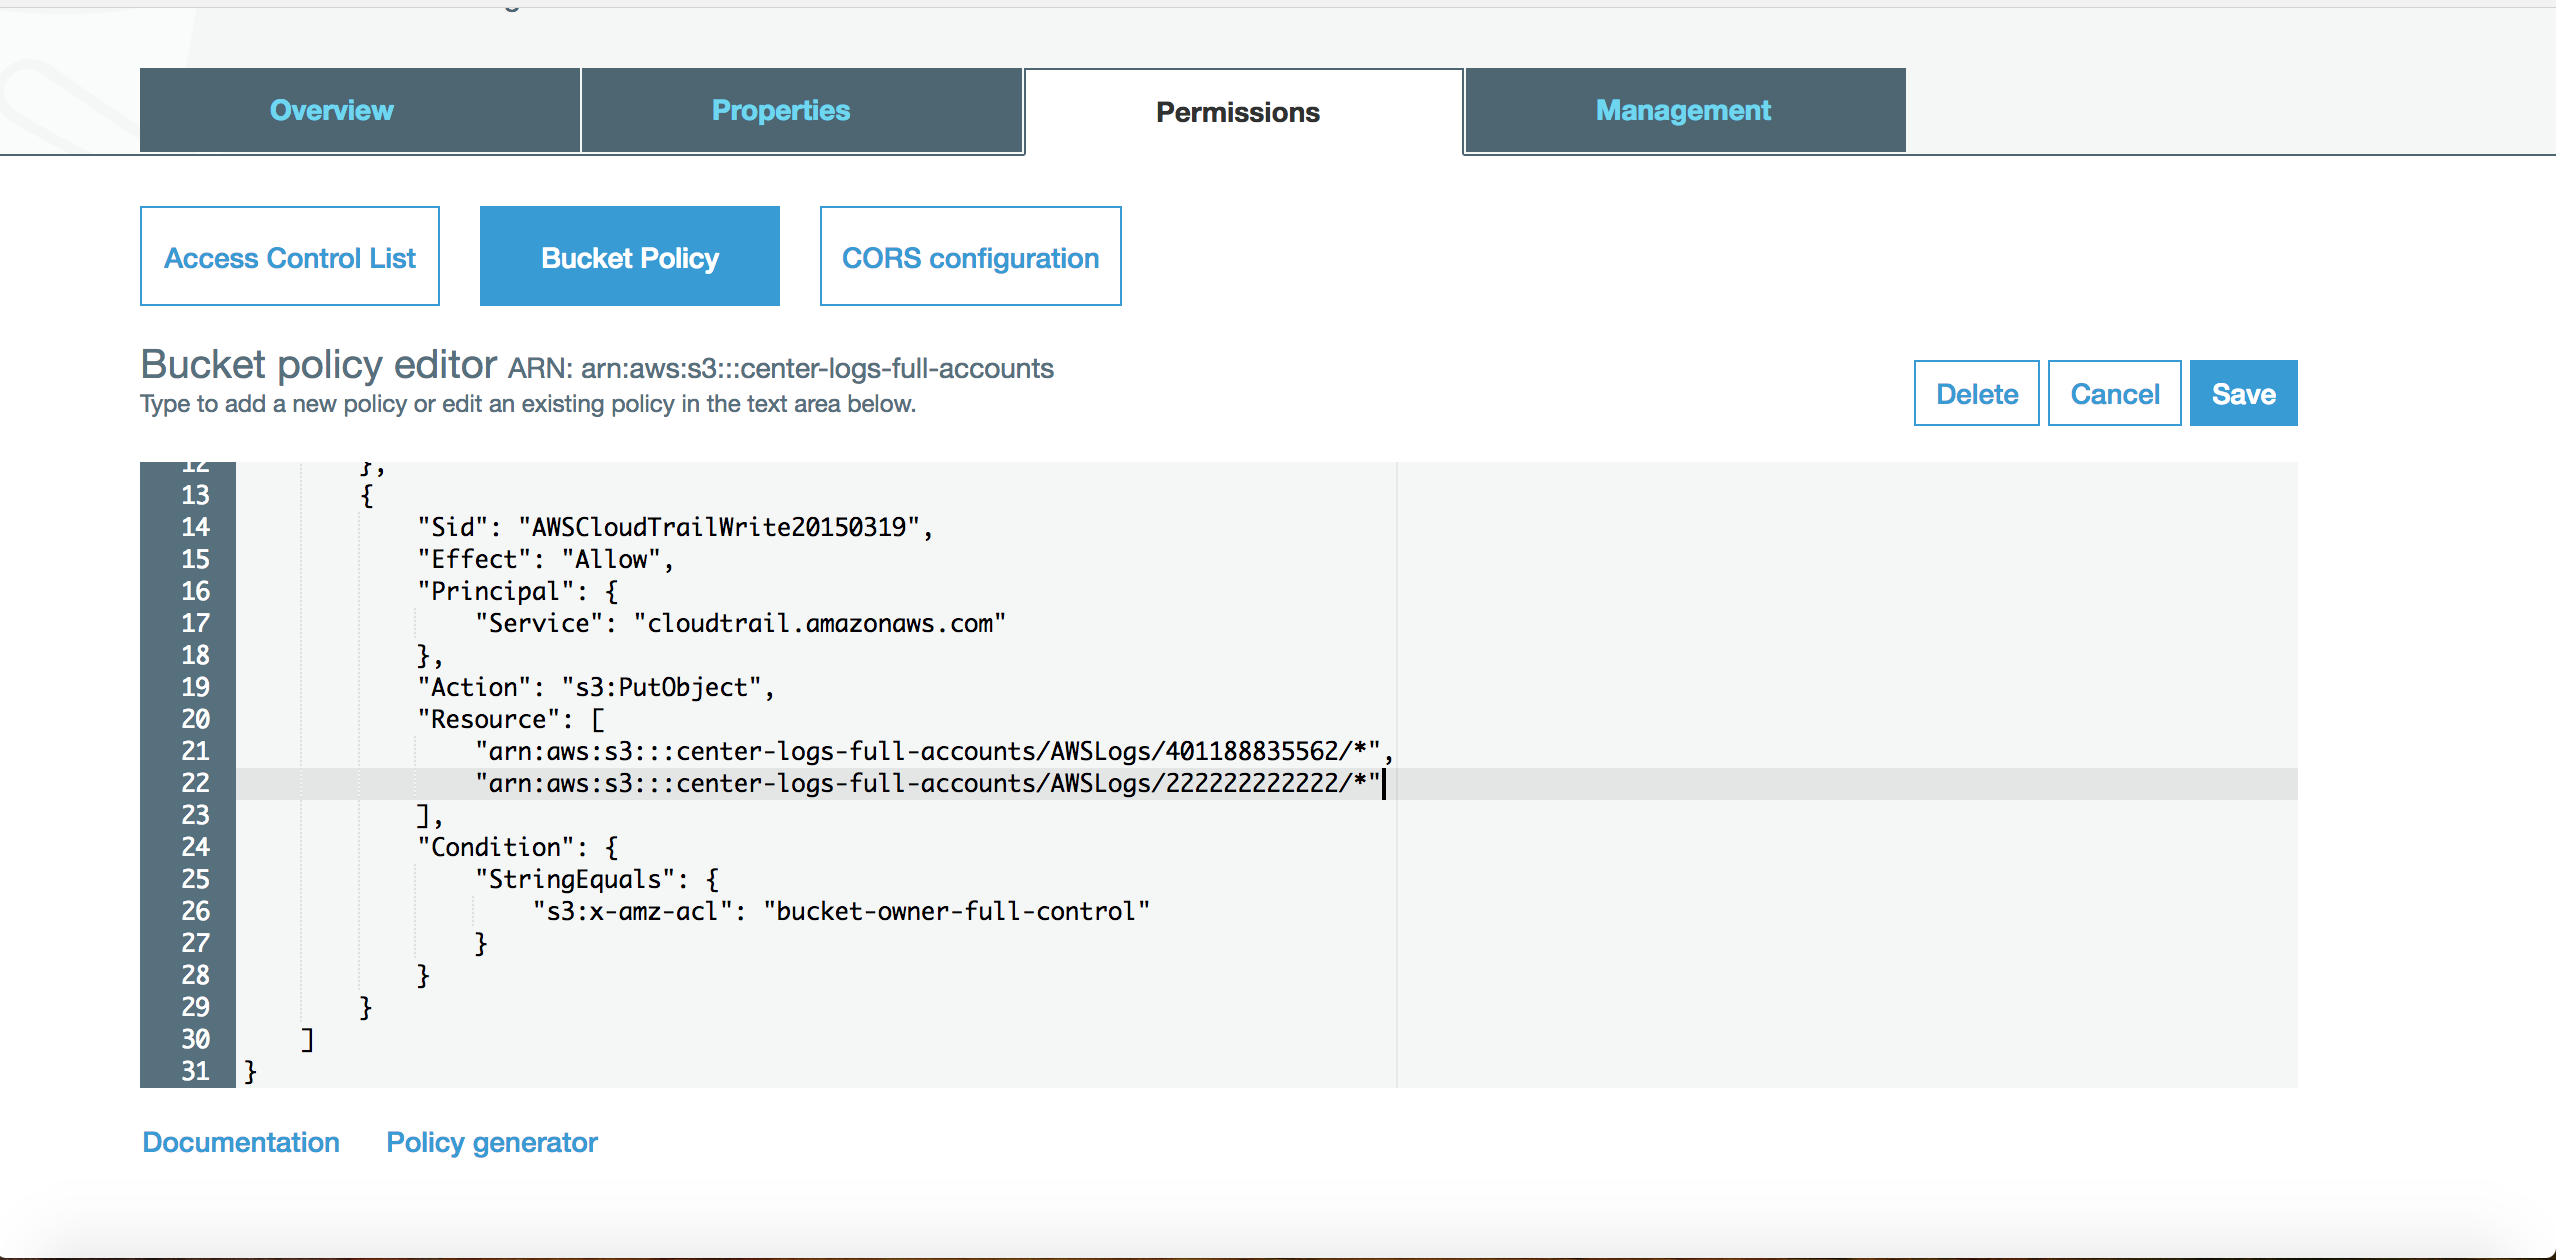 Overview Properties Permissions Management
Access Control List Bucket Policy CORS configuration
Bucket policy editor ARN: arn:aws:s3:::center-logs-full-accounts
Type to add a new policy or edit an existing policy in the text area below.
Delete Cancel Save
12 },
13 {
14 "Sid": "AWSCloudTrailWrite20150319",
15 "Effect": "Allow",
16 "Principal": {
17 "Service": "cloudtrail.amazonaws.com"
18 },
19 "Action": "s3:PutObject",
20 "Resource": [
21 "arn:aws:s3:::center-logs-full-accounts/AWSLogs/401188835562/*",
22 "arn:aws:s3:::center-logs-full-accounts/AWSLogs/222222222222/*"
23 ],
24 "Condition": {
25 "StringEquals": {
26 "s3:x-amz-acl": "bucket-owner-full-control"
27 }
28 }
29 }
30 ]
31 }
Documentation Policy generator